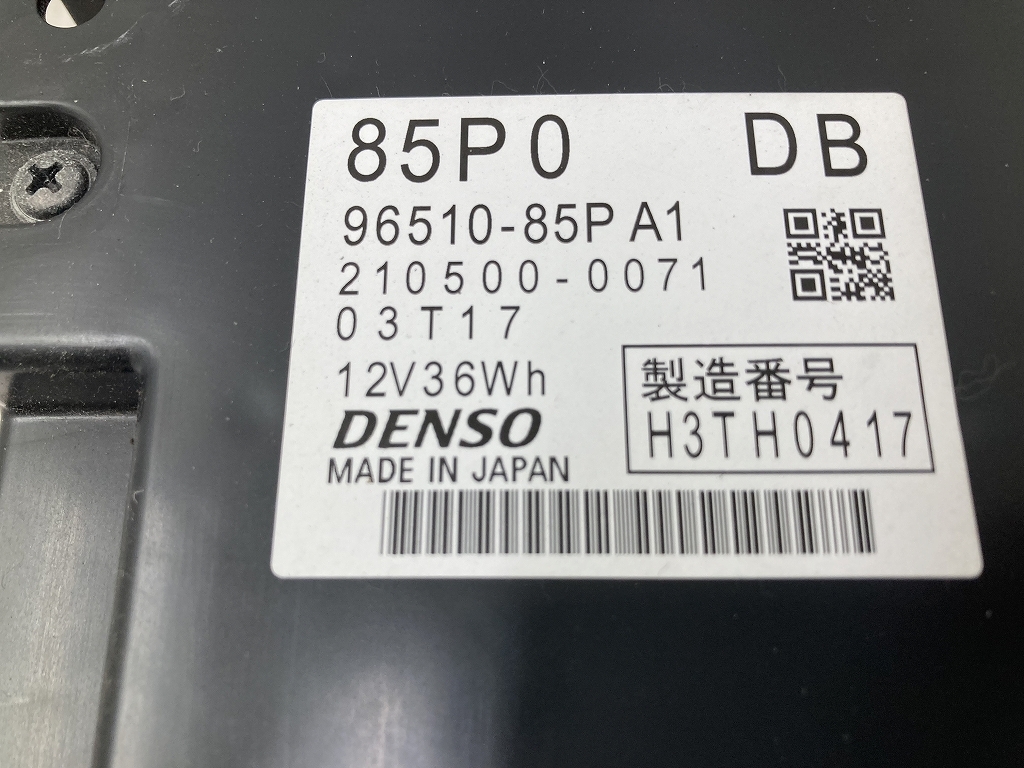 85P0 DB
96510-85P A1
210500-0071
03T17
12V36Wh
DENSO
MADE IN JAPAN
製造番号
H3TH0417